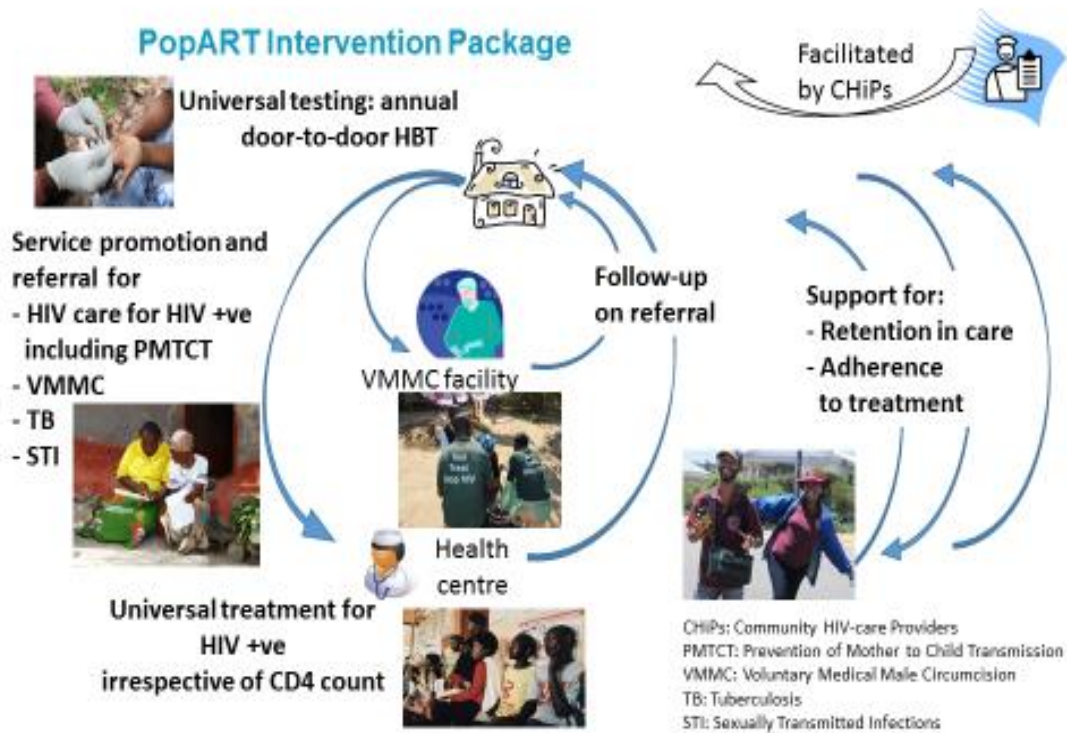 PopART Intervention Package
Facilitated
by CHiPs
Universal testing: annual
door-to-door HBT
Service promotion and
referral for
- HIV care for HIV +ve
including PMTCT
- VMMC
- TB
- STI
Follow-up
on referral
Support for:
- Retention in care
- Adherence
to treatment
VMMC facility
Health
centre
Universal treatment for
HIV +ve
irrespective of CD4 count
CHiPs: Community HIV-care Providers
PMTCT: Prevention of Mother to Child Transmission
VMMC: Voluntary Medical Male Circumcision
TB: Tuberculosis
STI: Sexually Transmitted Infections